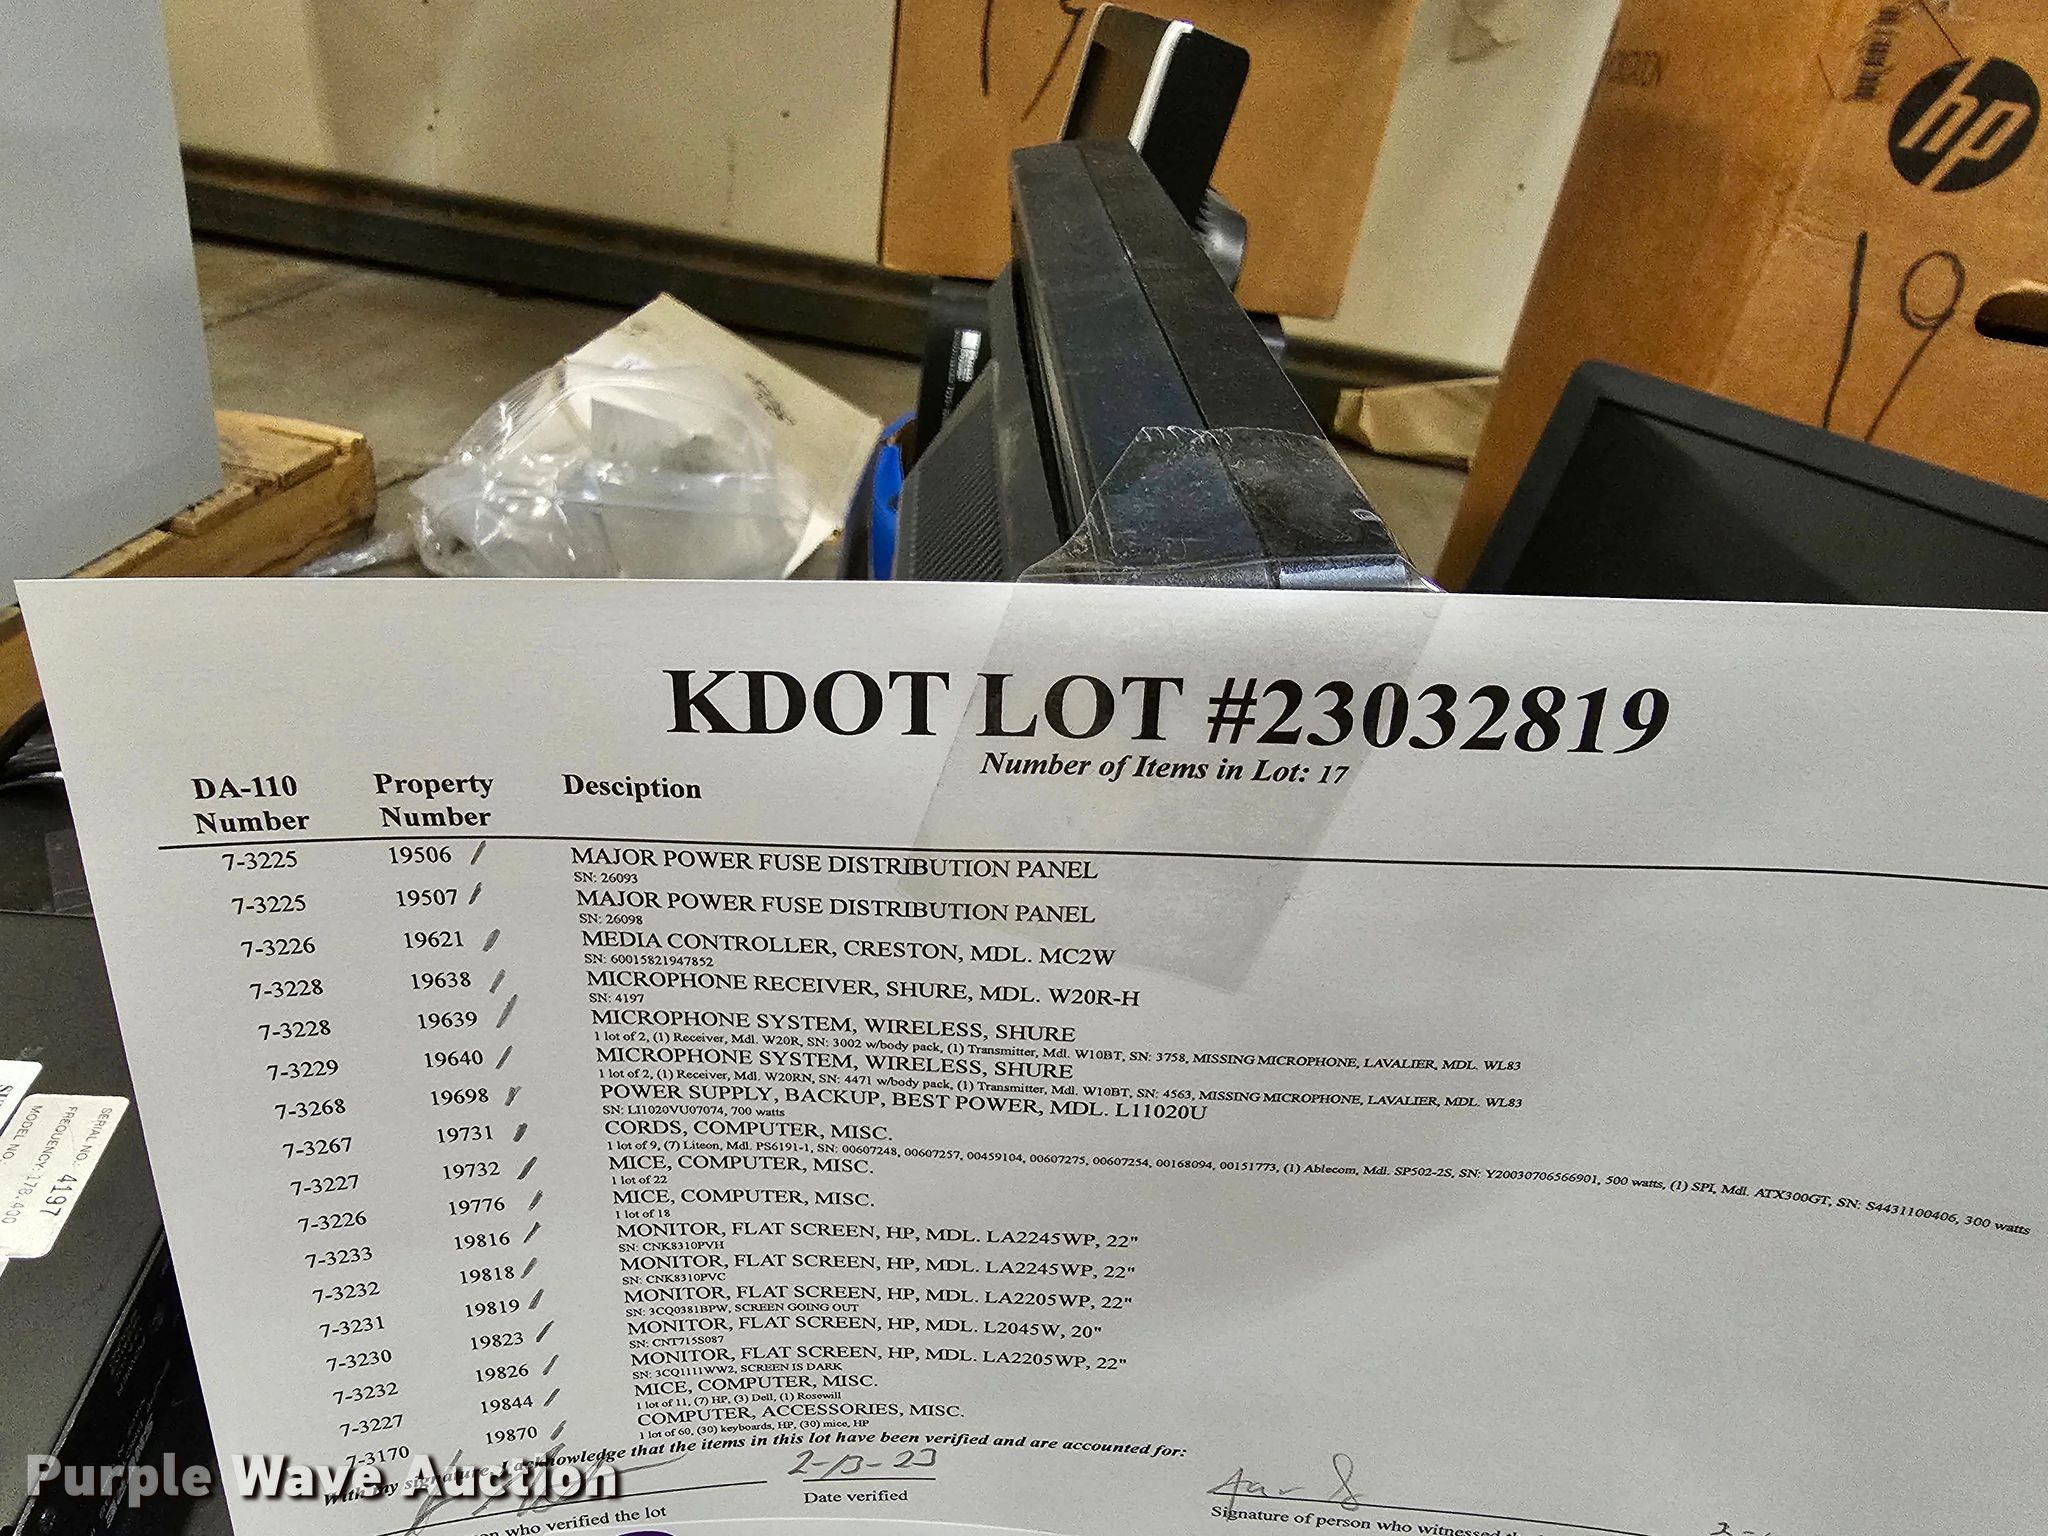 19
hp
19
KDOT LOT #23032819
Number of Items in Lot: 17
DA-110 Number Property Number Desciption
7-3225 19506 MAJOR POWER FUSE DISTRIBUTION PANEL
SN: 26093
7-3225 19507 MAJOR POWER FUSE DISTRIBUTION PANEL
SN: 26098
7-3226 19621 MEDIA CONTROLLER, CRESTON, MDL. MC2W
SN: 60015821947852
7-3228 19638 MICROPHONE RECEIVER, SHURE, MDL. W20R-H
SN: 4197
7-3228 19639 MICROPHONE SYSTEM, WIRELESS, SHURE
1 lot of 2, (1) Receiver, Mdl. W20R, SN: 3002 w/body pack, (1) Transmitter, Mdl. W10BT, SN: 3758, MISSING MICROPHONE, LAVALIER, MDL. WL83
7-3229 19640 MICROPHONE SYSTEM, WIRELESS, SHURE
1 lot of 2, (1) Receiver, Mdl. W20RN, SN: 4471 w/body pack, (1) Transmitter, Mdl. W10BT, SN: 4563, MISSING MICROPHONE, LAVALIER, MDL. WL83
7-3268 19698 POWER SUPPLY, BACKUP, BEST POWER, MDL. L11020U
SN: L11020VU07074, 700 watts
7-3267 19731 CORDS, COMPUTER, MISC.
1 lot of 9, (7) Liteon, Mdl. PS6191-1, SN: 00607248, 00607257, 00459104, 00607275, 00607254, 00168094, 00151773, (1) Ablecom, Mdl. SP502-2S, SN: Y20030706566901, 500 watts, (1) SPI, Mdl. ATX300GT, SN: S4431100406, 300 watts
7-3227 19732 MICE, COMPUTER, MISC.
1 lot of 22
7-3226 19776 MICE, COMPUTER, MISC.
1 lot of 18
7-3233 19816 MONITOR, FLAT SCREEN, HP, MDL. LA2245WP, 22"
SN: CNK8310PVH
7-3232 19818 MONITOR, FLAT SCREEN, HP, MDL. LA2245WP, 22"
SN: CNK8310PVC
7-3231 19819 MONITOR, FLAT SCREEN, HP, MDL. LA2205WP, 22"
SN: 3CQ0381BPW, SCREEN GOING OUT
7-3230 19823 MONITOR, FLAT SCREEN, HP, MDL. L2045W, 20"
SN: CNT715S087
7-3232 19826 MONITOR, FLAT SCREEN, HP, MDL. LA2205WP, 22"
SN: 3CQ1111WW2, SCREEN IS DARK
7-3227 19844 MICE, COMPUTER, MISC.
1 lot of 11, (7) HP, (3) Dell, (1) Rosewill
7-3170 19870 COMPUTER, ACCESSORIES, MISC.
1 lot of 60, (30) keyboards, HP, (30) mice, HP
With my signature, I acknowledge that the items in this lot have been verified and are accounted for:
2-13-23
who verified the lot
Date verified
Signature of person who witnessed
SERIAL NO.: 4197
FREQUENCY: 178.400
MODEL NO.
Purple Wave Auction